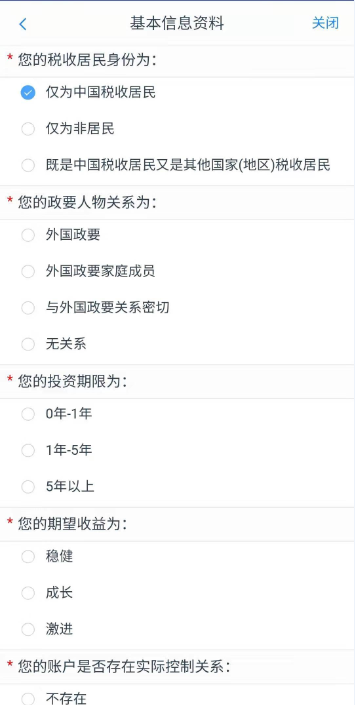 基本信息资料
关闭
* 您的税收居民身份为：
仅为中国税收居民
仅为非居民
既是中国税收居民又是其他国家(地区)税收居民
* 您的政要人物关系为：
外国政要
外国政要家庭成员
与外国政要关系密切
无关系
* 您的投资期限为：
0年-1年
1年-5年
5年以上
* 您的期望收益为：
稳健
成长
激进
* 您的账户是否存在实际控制关系：
不存在